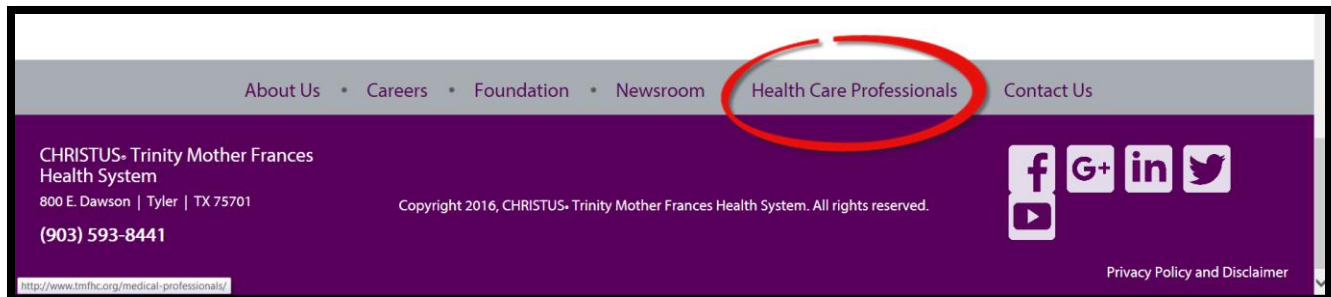 About Us • Careers • Foundation • Newsroom Health Care Professionals Contact Us
CHRISTUS• Trinity Mother Frances
Health System
800 E. Dawson | Tyler | TX 75701
(903) 593-8441
Copyright 2016, CHRISTUS• Trinity Mother Frances Health System. All rights reserved.
f G+ in
Privacy Policy and Disclaimer
http://www.tmfhc.org/medical-professionals/